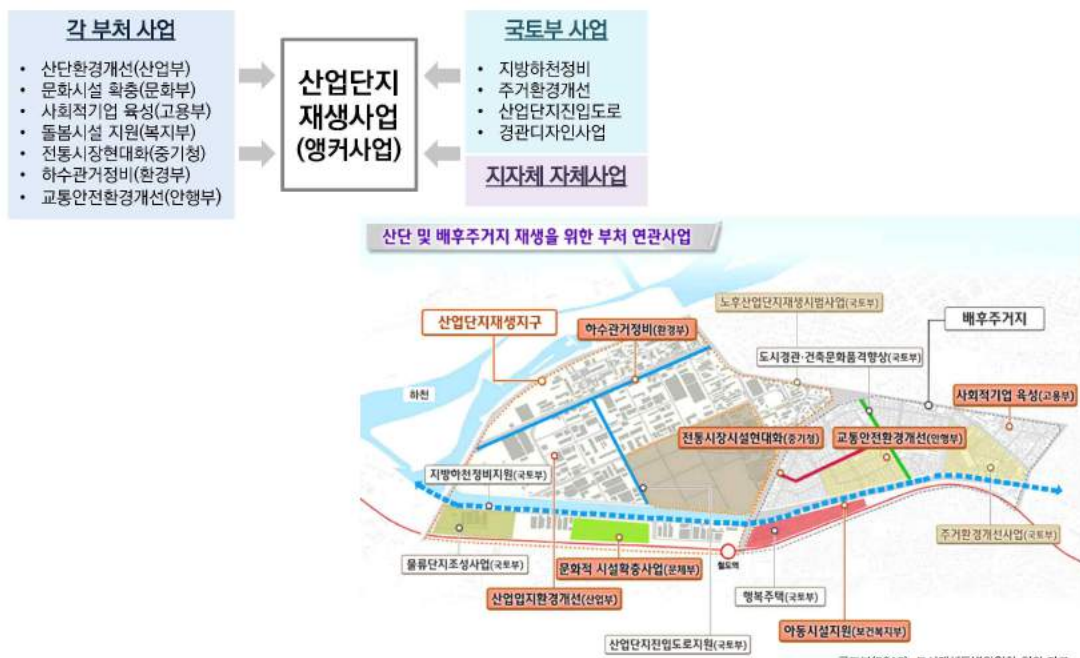 각 부처 사업
• 산단환경개선(산업부)
• 문화시설 확충(문화부)
• 사회적기업 육성(고용부)
• 돌봄시설 지원(복지부)
• 전통시장현대화(중기청)
• 하수관거정비(환경부)
• 교통안전환경개선(안행부)
산업단지
재생사업
(앵커사업)
국토부 사업
• 지방하천정비
• 주거환경개선
• 산업단지진입도로
• 경관디자인사업
지자체 자체사업
산단 및 배후주거지 재생을 위한 부처 연관사업
노후산업단지재생시범사업(국토부)
산업단지재생지구
하수관거정비(환경부)
배후주거지
도시경관·건축문화품격향상(국토부)
하천
사회적기업 육성(고용부)
전통시장시설현대화(중기청)
교통안전환경개선(안행부)
지방하천정비지원(국토부)
주거환경개선사업(국토부)
물류단지조성사업(국토부)
문화적 시설확충사업(문체부)
철도역
산업입지환경개선(산업부)
행복주택(국토부)
아동시설지원(보건복지부)
산업단지진입도로지원(국토부)